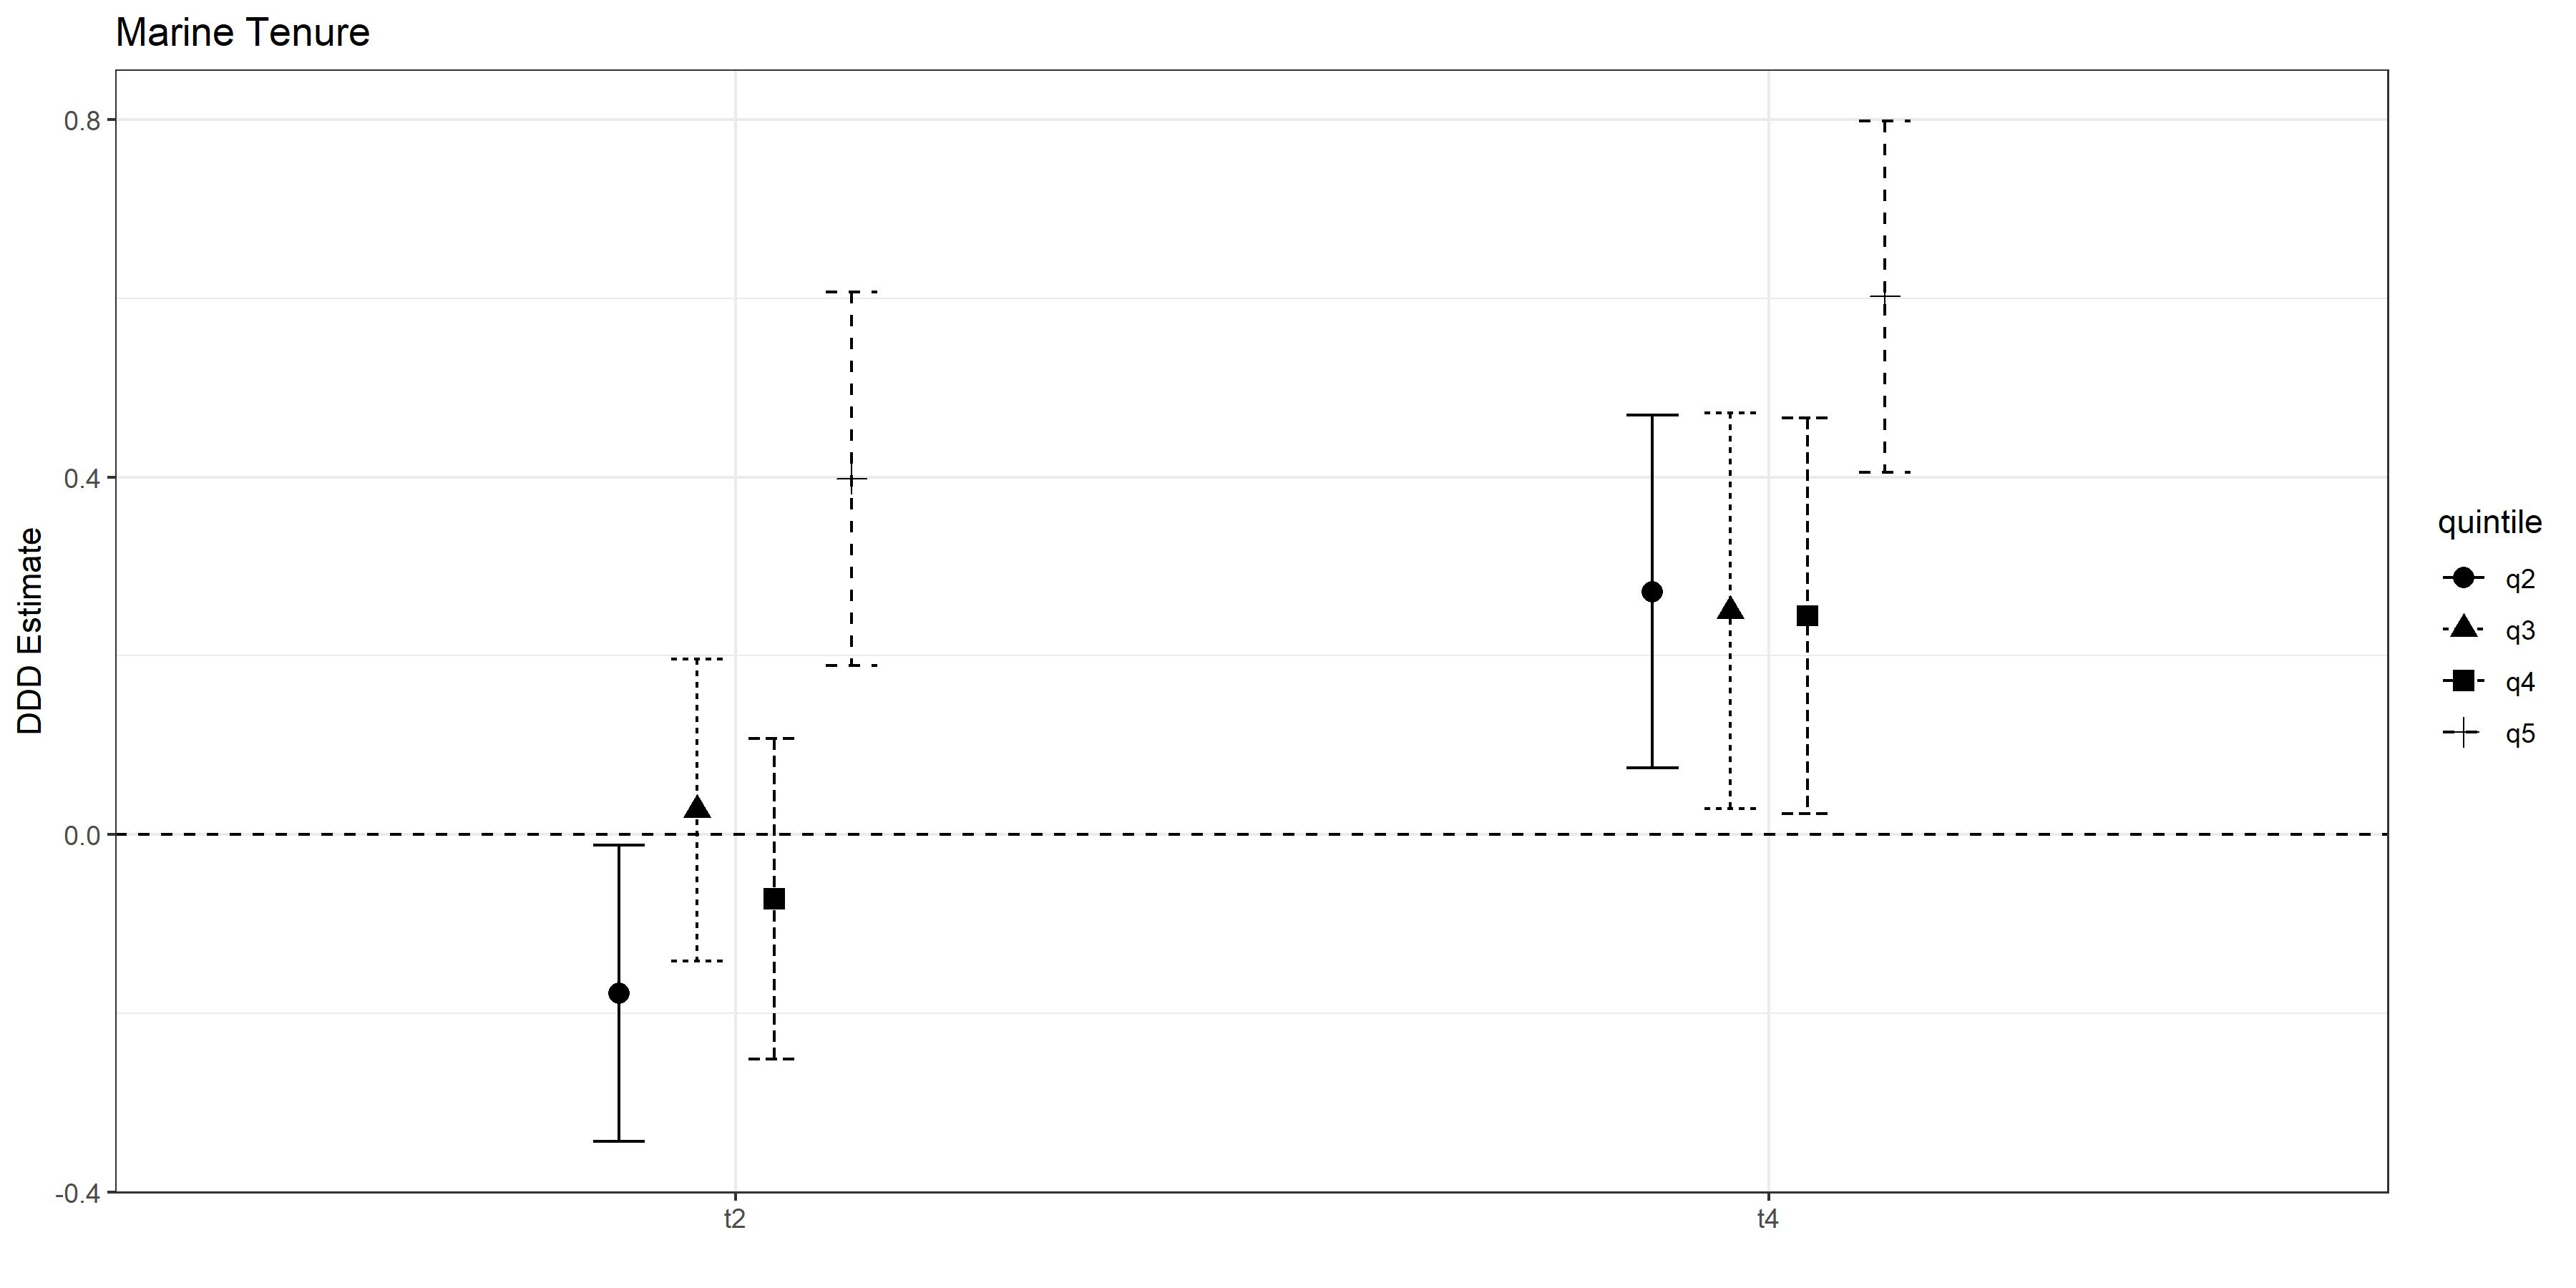 Marine Tenure
DDD Estimate
0.8
0.4
0.0
-0.4
t2
t4
quintile
q2
q3
q4
q5